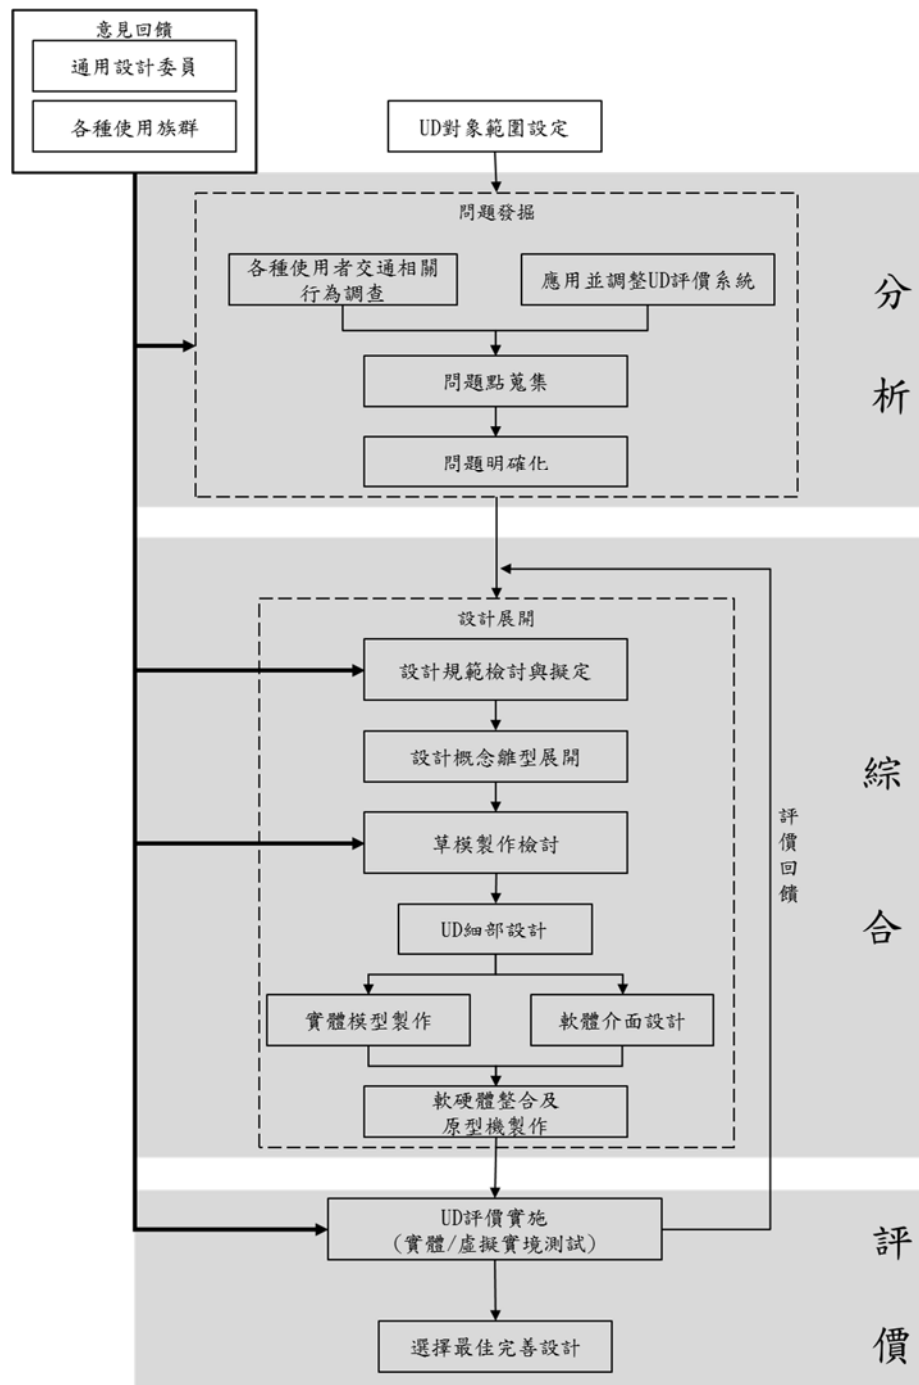 意見回饋
通用設計委員
各種使用族群
UD對象範圍設定
問題發掘
各種使用者交通相關
行為調查
應用並調整UD評價系統
問題點蒐集
問題明確化
分
析
設計展開
設計規範檢討與擬定
設計概念雛型展開
草模製作檢討
UD細部設計
實體模型製作
軟體介面設計
軟硬體整合及
原型機製作
評價回饋
綜
合
UD評價實施
(實體/虛擬實境測試)
選擇最佳完善設計
評
價